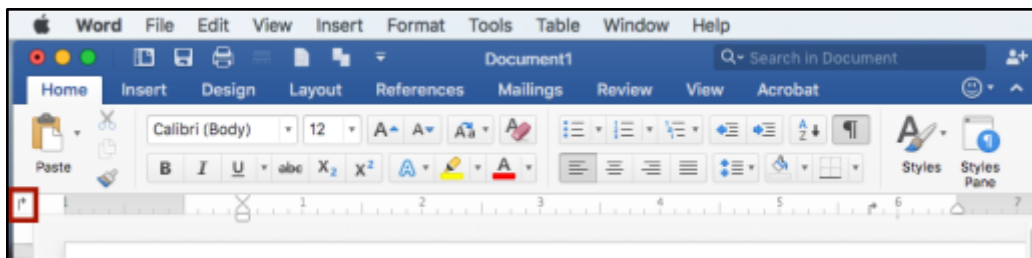 Word File Edit View Insert Format Tools Table Window Help
Document1 Search in Document
Home Insert Design Layout References Mailings Review View Acrobat
Calibri (Body) 12 A A Aa A A Z ¶ A
Paste B I U abc X2 X2 A A Styles Styles
Pane
1 1 2 3 4 5 6 7